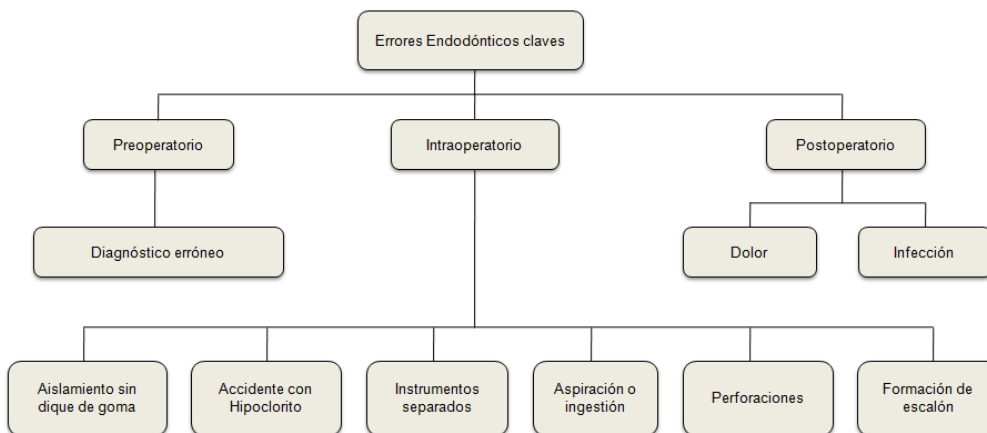 Errores Endodónticos claves
Preoperatorio
Intraoperatorio
Postoperatorio
Diagnóstico erróneo
Dolor
Infección
Aislamiento sin
dique de goma
Accidente con
Hipoclorito
Instrumentos
separados
Aspiración o
ingestión
Perforaciones
Formación de
escalón